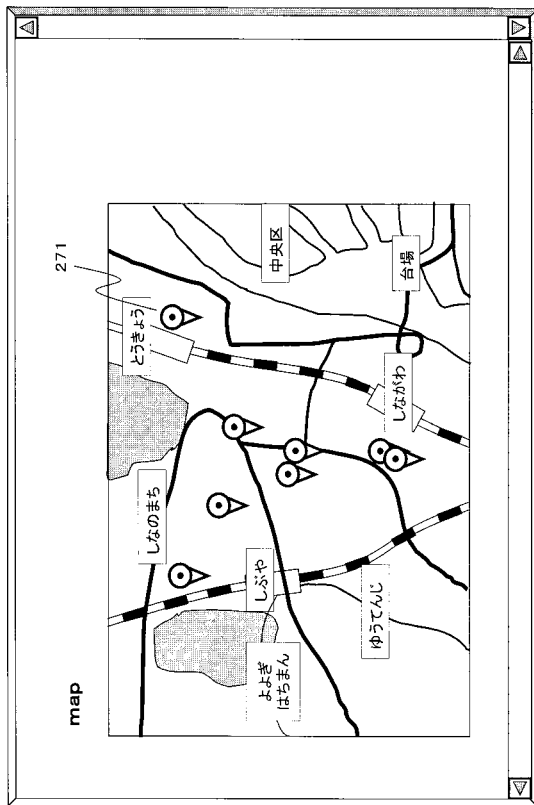 map
271
しなのまち
とうきょう
中央区
よよぎ
はちまん
しぶや
ゆうてんじ
しながわ
台場